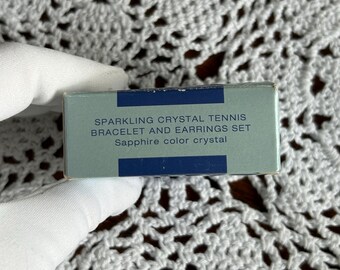 SPARKLING CRYSTAL TENNIS
BRACELET AND EARRINGS SET
Sapphire color crystal